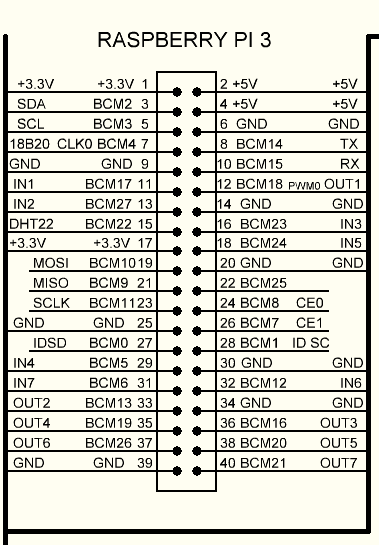 RASPBERRY PI 3
+3.3V +3.3V 1 2 +5V +5V
SDA BCM2 3 4 +5V +5V
SCL BCM3 5 6 GND GND
18B20 CLK0 BCM4 7 8 BCM14 TX
GND GND 9 10 BCM15 RX
IN1 BCM17 11 12 BCM18 PWM0 OUT1
IN2 BCM27 13 14 GND GND
DHT22 BCM22 15 16 BCM23 IN3
+3.3V +3.3V 17 18 BCM24 IN5
MOSI BCM10 19 20 GND GND
MISO BCM9 21 22 BCM25
SCLK BCM11 23 24 BCM8 CE0
GND GND 25 26 BCM7 CE1
IDSD BCM0 27 28 BCM1 ID SC
IN4 BCM5 29 30 GND GND
IN7 BCM6 31 32 BCM12 IN6
OUT2 BCM13 33 34 GND GND
OUT4 BCM19 35 36 BCM16 OUT3
OUT6 BCM26 37 38 BCM20 OUT5
GND GND 39 40 BCM21 OUT7